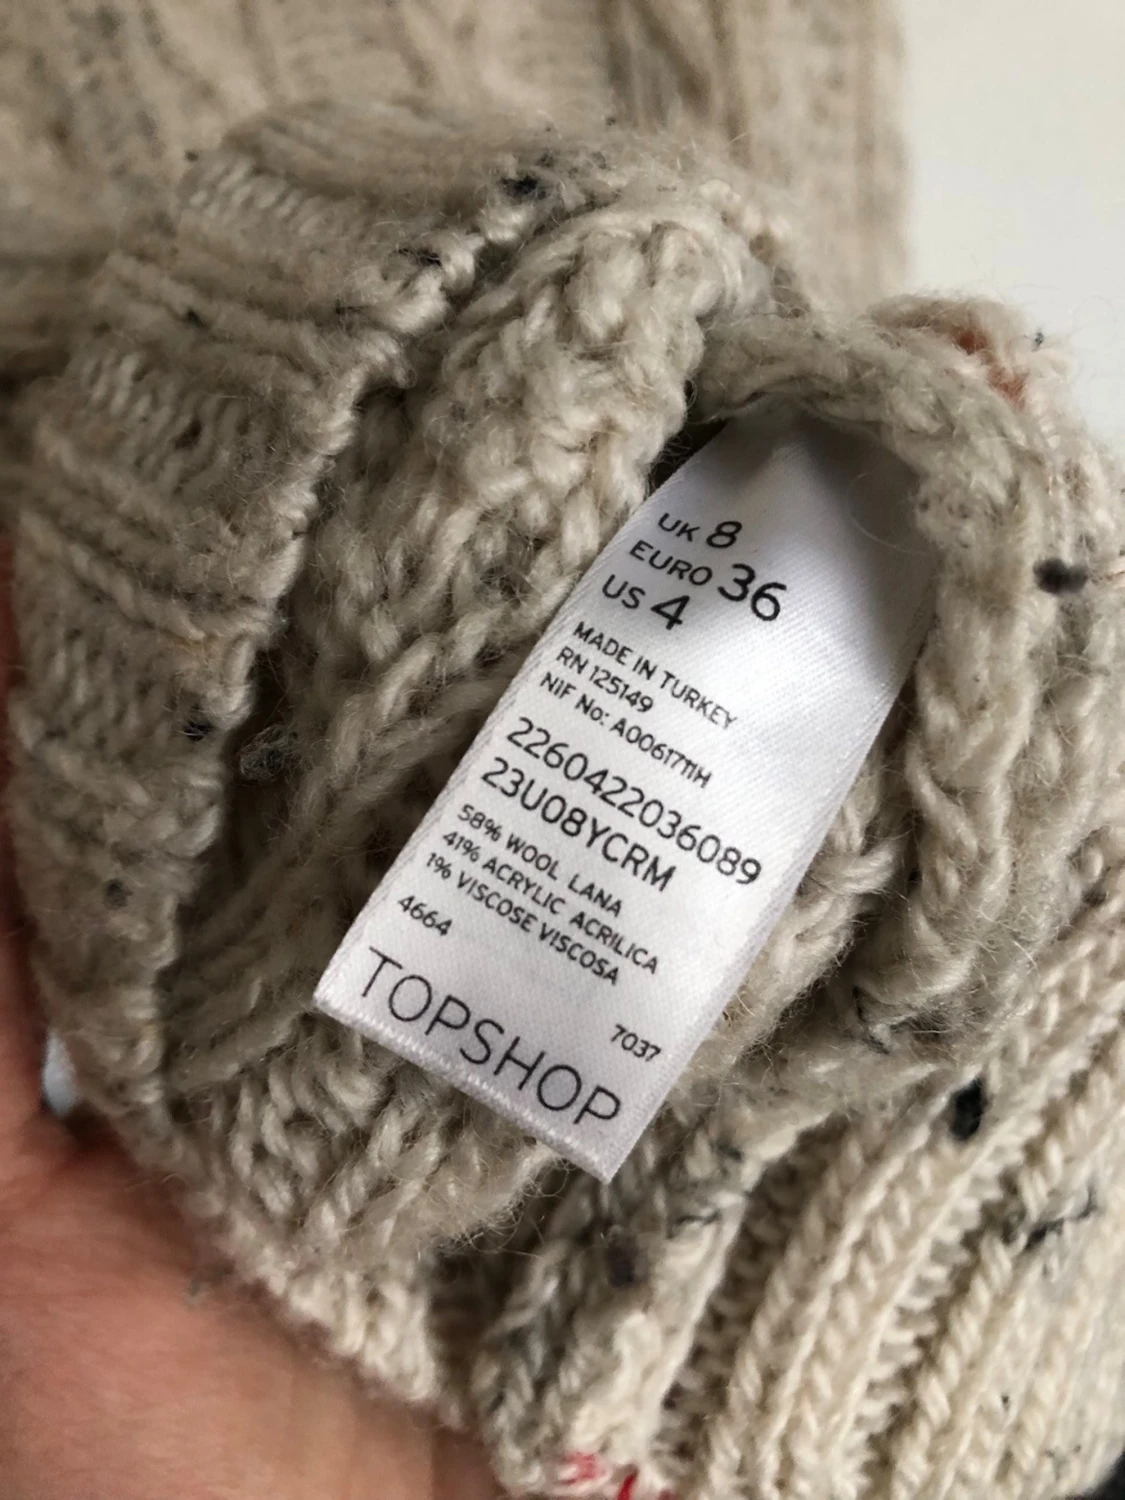 UK 8
EURO 36
US 4
MADE IN TURKEY
RN 125149
NIF No: A0061711H
2260422036089
23U08YCRM
58% WOOL LANA
41% ACRYLIC ACRILICA
1% VISCOSE VISCOSA
4664
7037
TOPSHOP